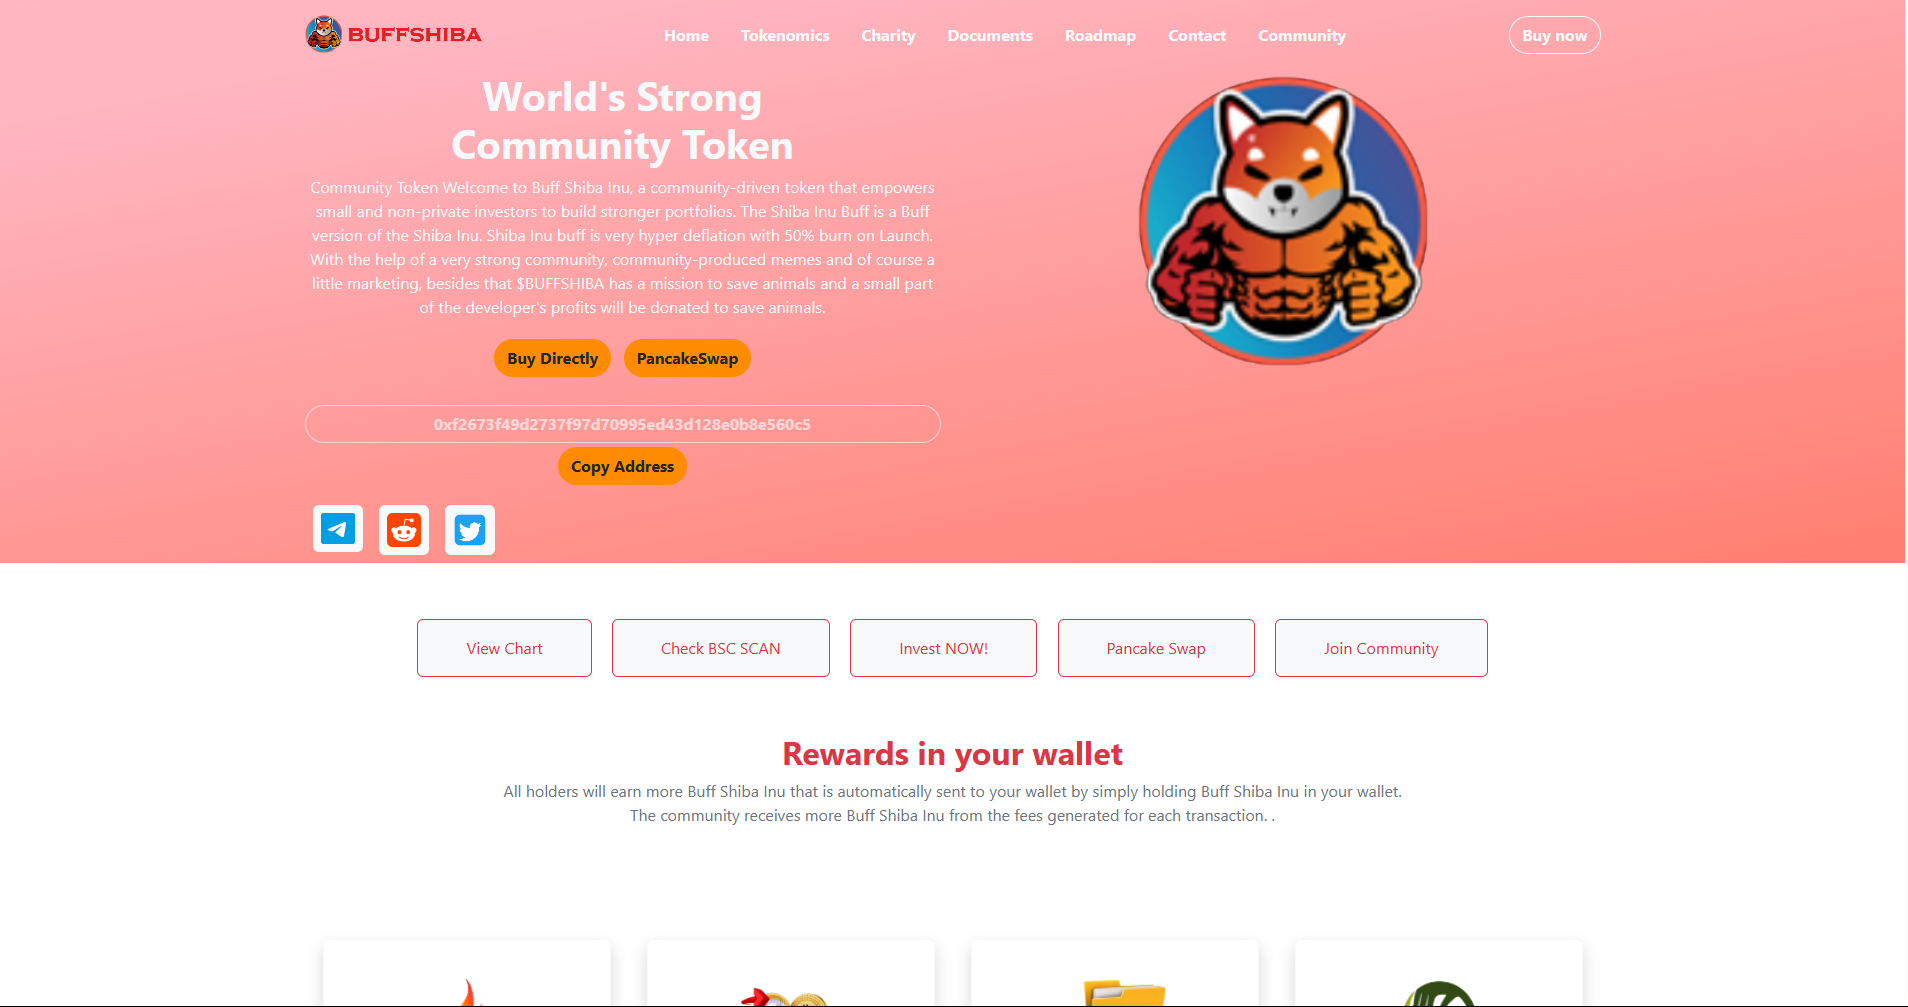 BUFFSHIBA
Home Tokenomics Charity Documents Roadmap Contact Community
Buy now
World's Strong
Community Token
Community Token Welcome to Buff Shiba Inu, a community-driven token that empowers
small and non-private investors to build stronger portfolios. The Shiba Inu Buff is a Buff
version of the Shiba Inu. Shiba Inu buff is very hyper deflation with 50% burn on Launch.
With the help of a very strong community, community-produced memes and of course a
little marketing, besides that $BUFFSHIBA has a mission to save animals and a small part
of the developer's profits will be donated to save animals.
Buy Directly PancakeSwap
0xf2673f49d2737f97d70995ed43d128e0b8e560c5
Copy Address
View Chart Check BSC SCAN Invest NOW! Pancake Swap Join Community
Rewards in your wallet
All holders will earn more Buff Shiba Inu that is automatically sent to your wallet by simply holding Buff Shiba Inu in your wallet.
The community receives more Buff Shiba Inu from the fees generated for each transaction. .